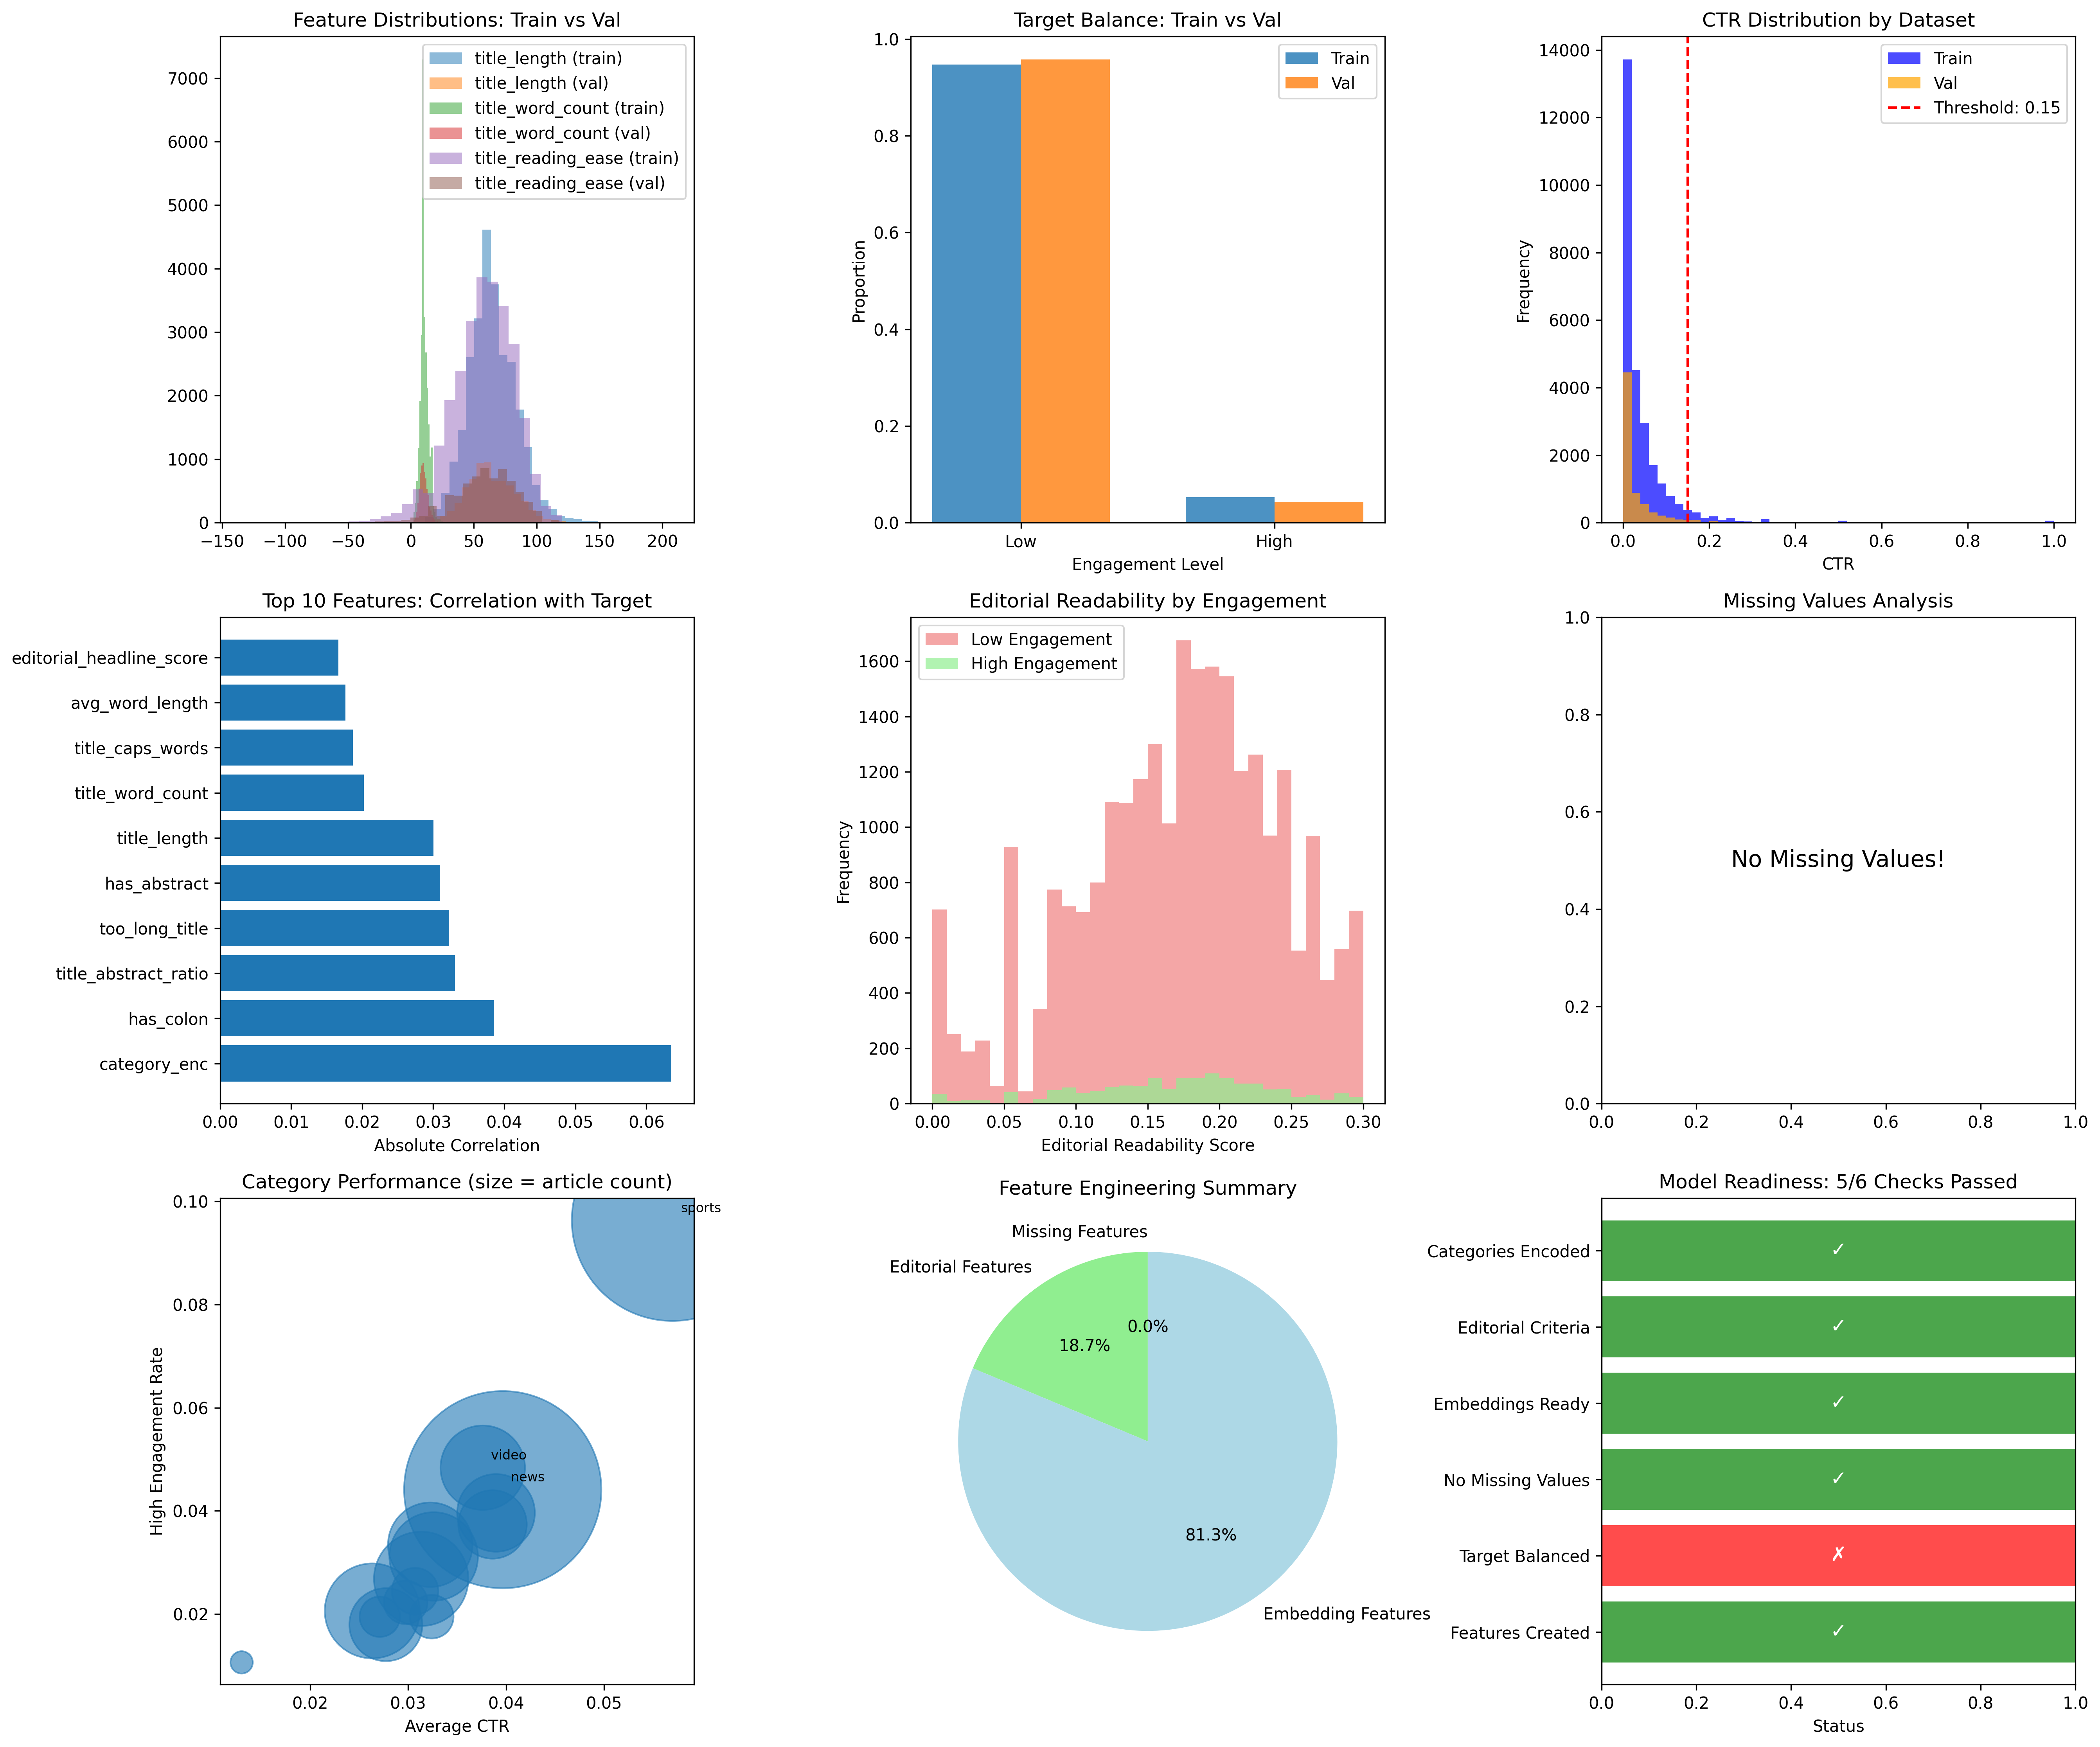 Feature Distributions: Train vs Val
title_length (train)
title_length (val)
title_word_count (train)
title_word_count (val)
title_reading_ease (train)
title_reading_ease (val)
7000
6000
5000
4000
3000
2000
1000
0
−150 −100 −50 0 50 100 150 200
Target Balance: Train vs Val
Train
Val
1.0
0.8
0.6
0.4
0.2
0.0
Proportion
Low High
Engagement Level
CTR Distribution by Dataset
Train
Val
Threshold: 0.15
14000
12000
10000
8000
6000
4000
2000
0
Frequency
0.0 0.2 0.4 0.6 0.8 1.0
CTR
Top 10 Features: Correlation with Target
editorial_headline_score
avg_word_length
title_caps_words
title_word_count
title_length
has_abstract
too_long_title
title_abstract_ratio
has_colon
category_enc
0.00 0.01 0.02 0.03 0.04 0.05 0.06
Absolute Correlation
Editorial Readability by Engagement
Low Engagement
High Engagement
1600
1400
1200
1000
800
600
400
200
0
Frequency
0.00 0.05 0.10 0.15 0.20 0.25 0.30
Editorial Readability Score
Missing Values Analysis
1.0
0.8
0.6
0.4
0.2
0.0
No Missing Values!
0.0 0.2 0.4 0.6 0.8 1.0
Category Performance (size = article count)
sports
video
news
0.10
0.08
0.06
0.04
0.02
High Engagement Rate
0.02 0.03 0.04 0.05
Average CTR
Feature Engineering Summary
Missing Features
Editorial Features
0.0%
18.7%
81.3%
Embedding Features
Model Readiness: 5/6 Checks Passed
Categories Encoded ✓
Editorial Criteria ✓
Embeddings Ready ✓
No Missing Values ✓
Target Balanced ✗
Features Created ✓
0.0 0.2 0.4 0.6 0.8 1.0
Status